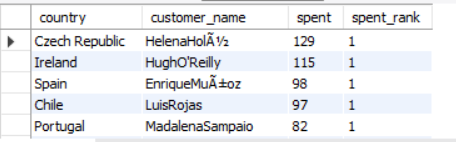 country customer_name spent spent_rank
Czech Republic HelenaHolÃ½ 129 1
Ireland HughO'Reilly 115 1
Spain EnriqueMuÃ±oz 98 1
Chile LuisRojas 97 1
Portugal MadalenaSampaio 82 1